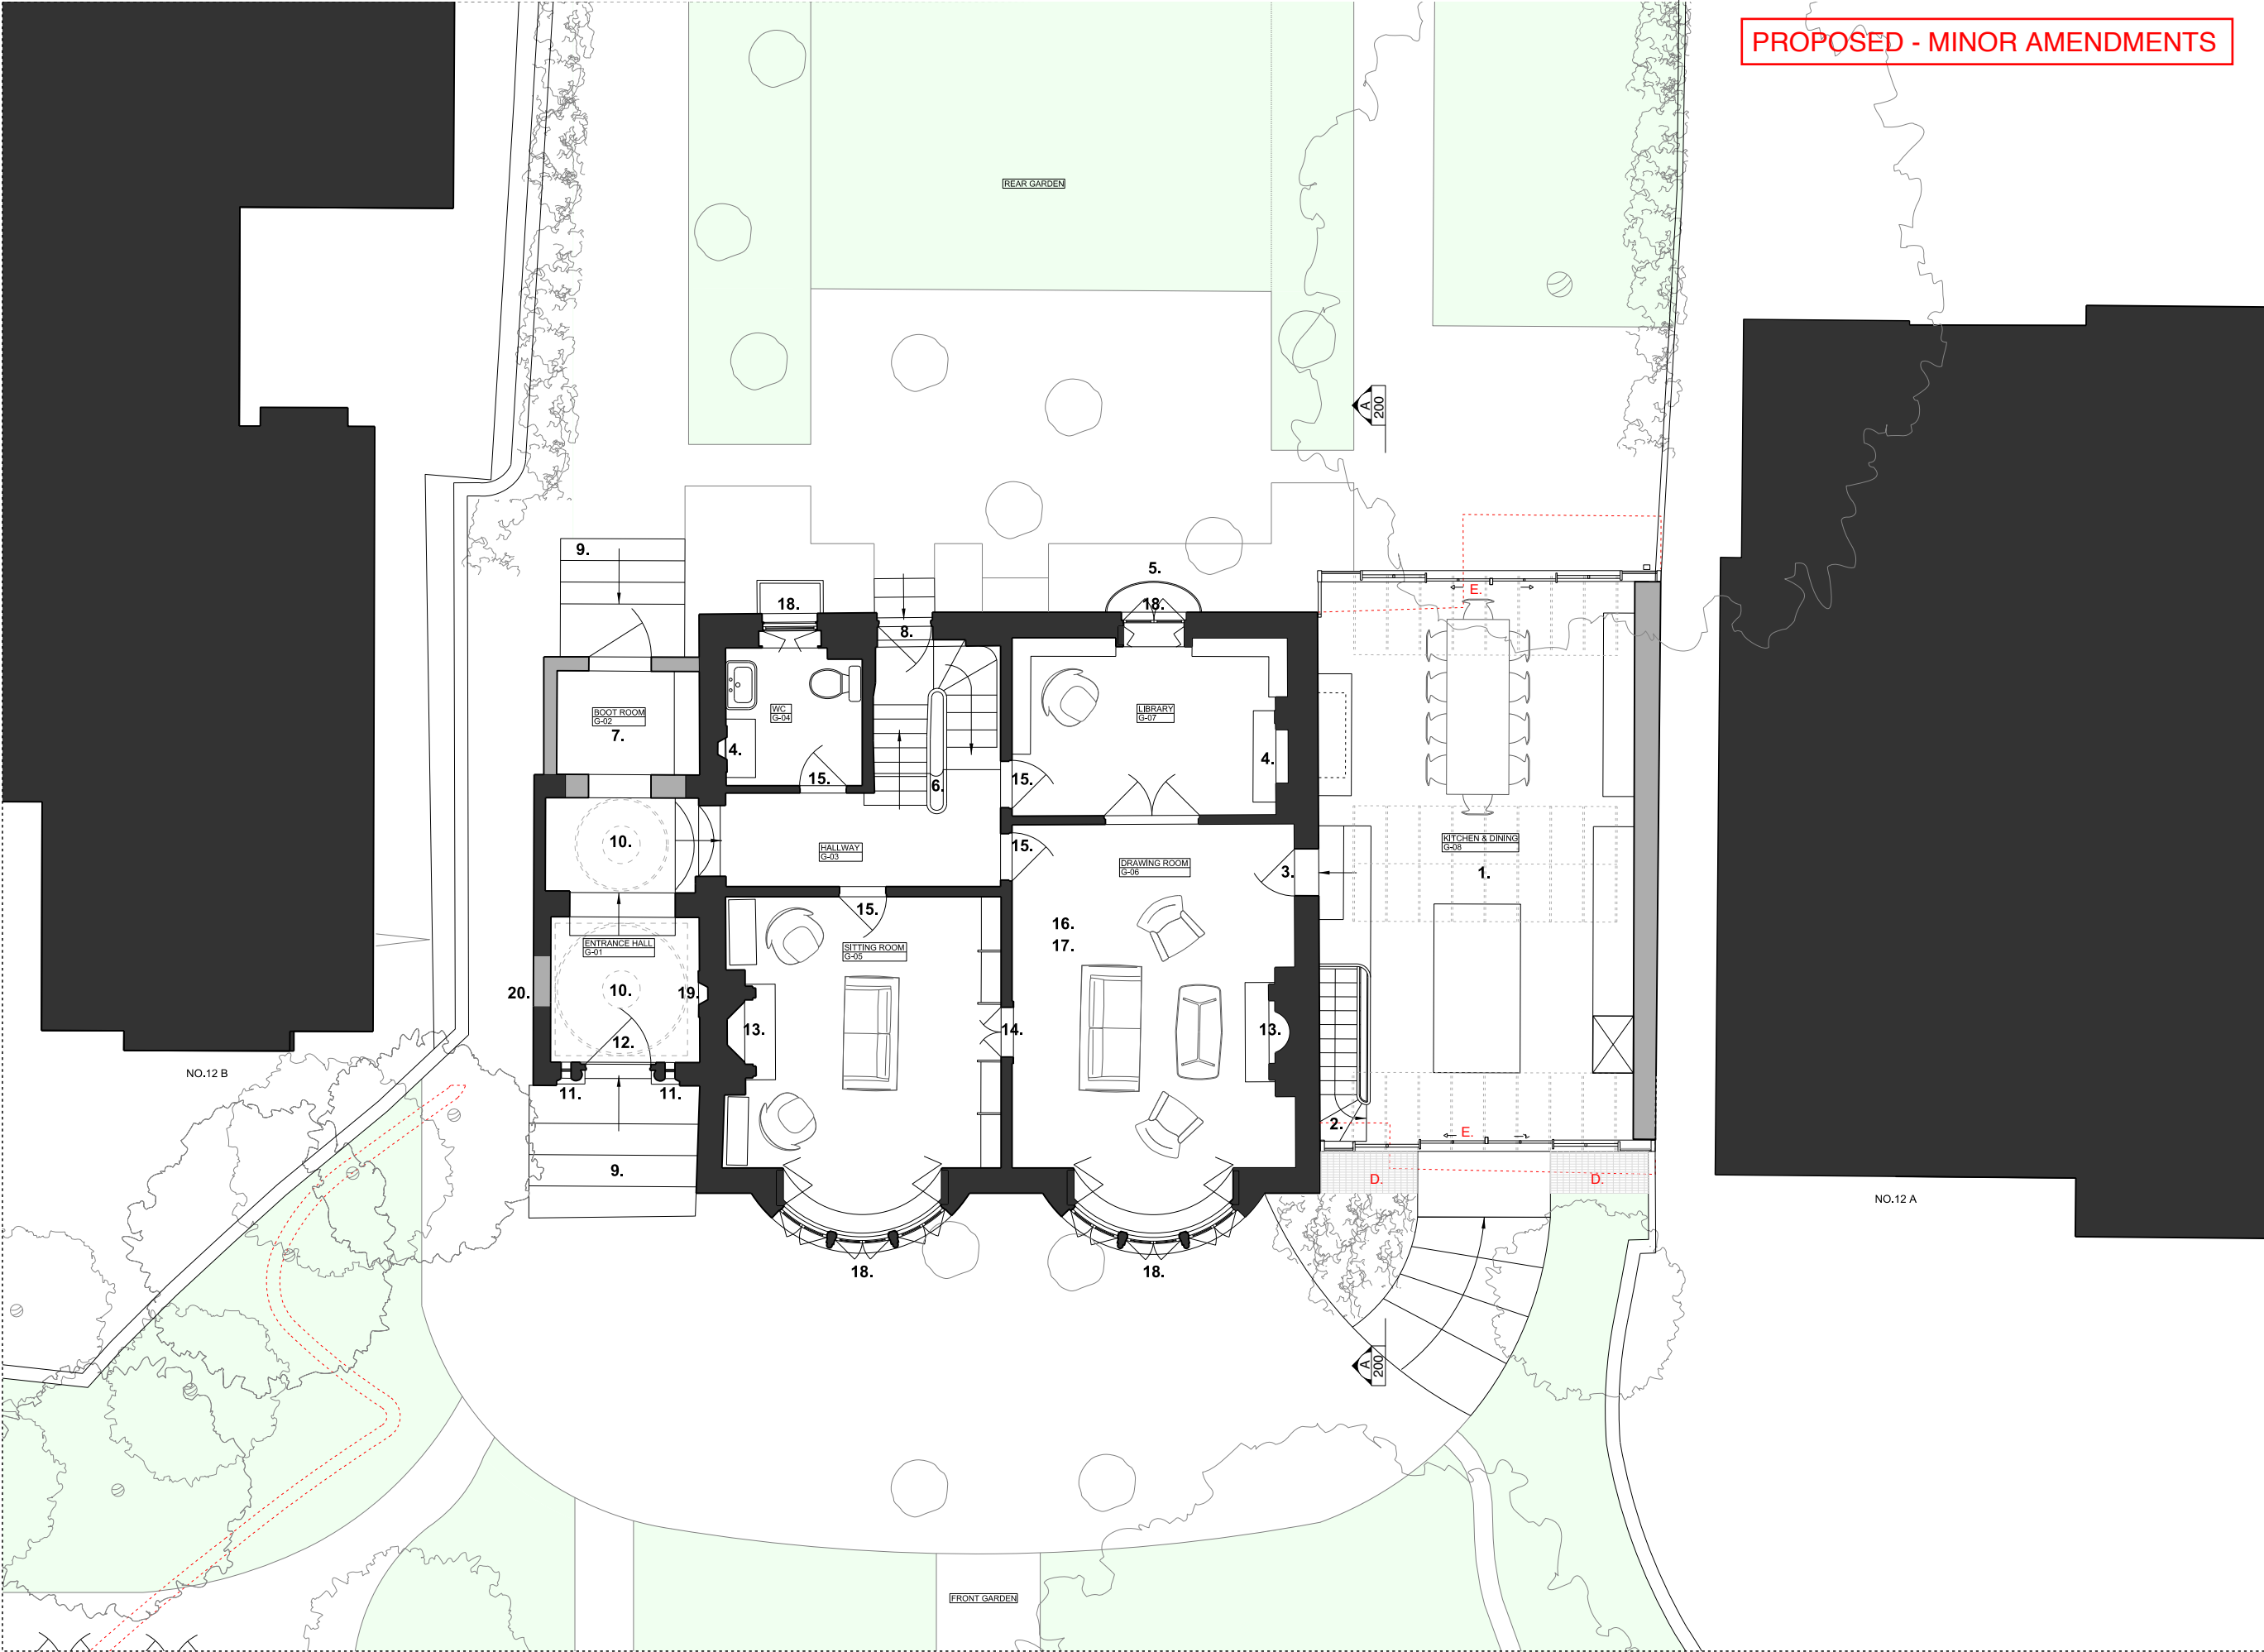 PROPOSED - MINOR AMENDMENTS
REAR GARDEN
A
200
9.
5.
E.
18.
18.
8.
BOOT ROOM
G-02
7.
WC
G-04
LIBRARY
G-07
4.
4.
15.
15.
6.
10.
HALLWAY
G-03
15.
DRAWING ROOM
G-06
3.
KITCHEN & DINING
G-08
1.
15.
16.
17.
ENTRANCE HALL
G-01
SITTING ROOM
G-05
20.
10.
19.
13.
14.
13.
12.
NO.12 B
11.
11.
2.
E.
9.
D.
D.
NO.12 A
18.
18.
A
200
FRONT GARDEN